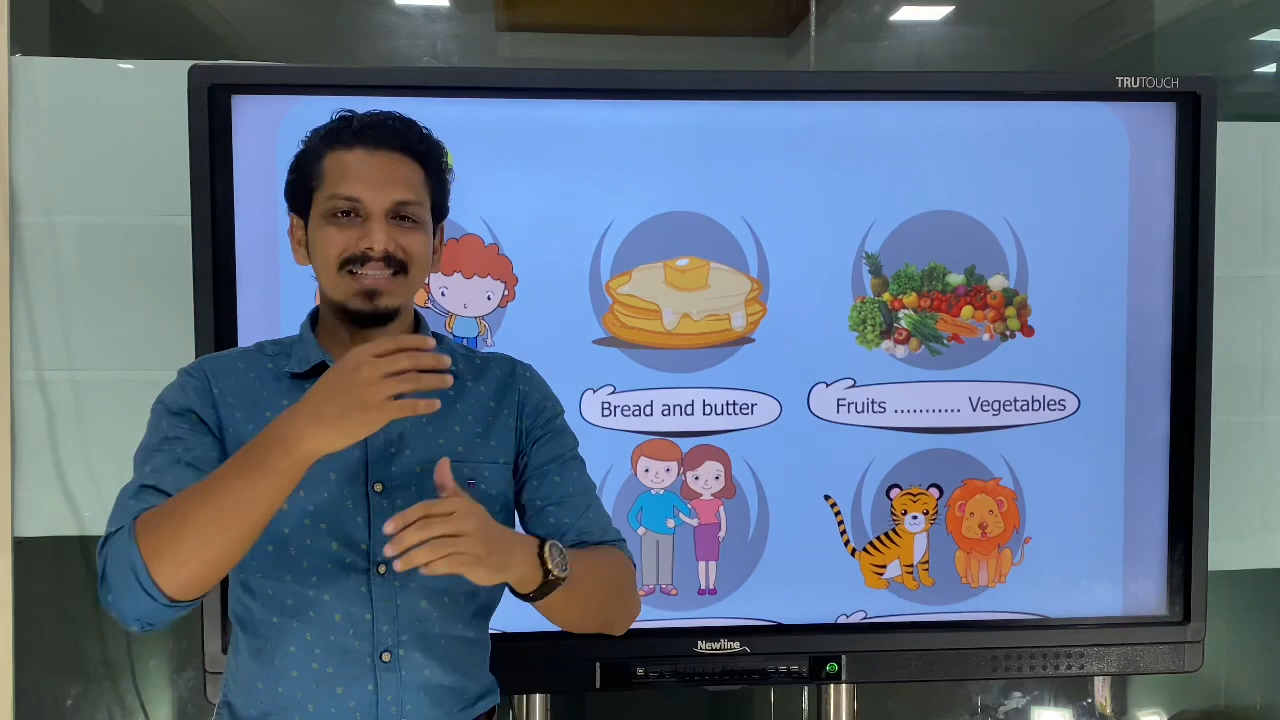 TRUTOUCH
Bread and butter
Fruits ........... Vegetables
Newline